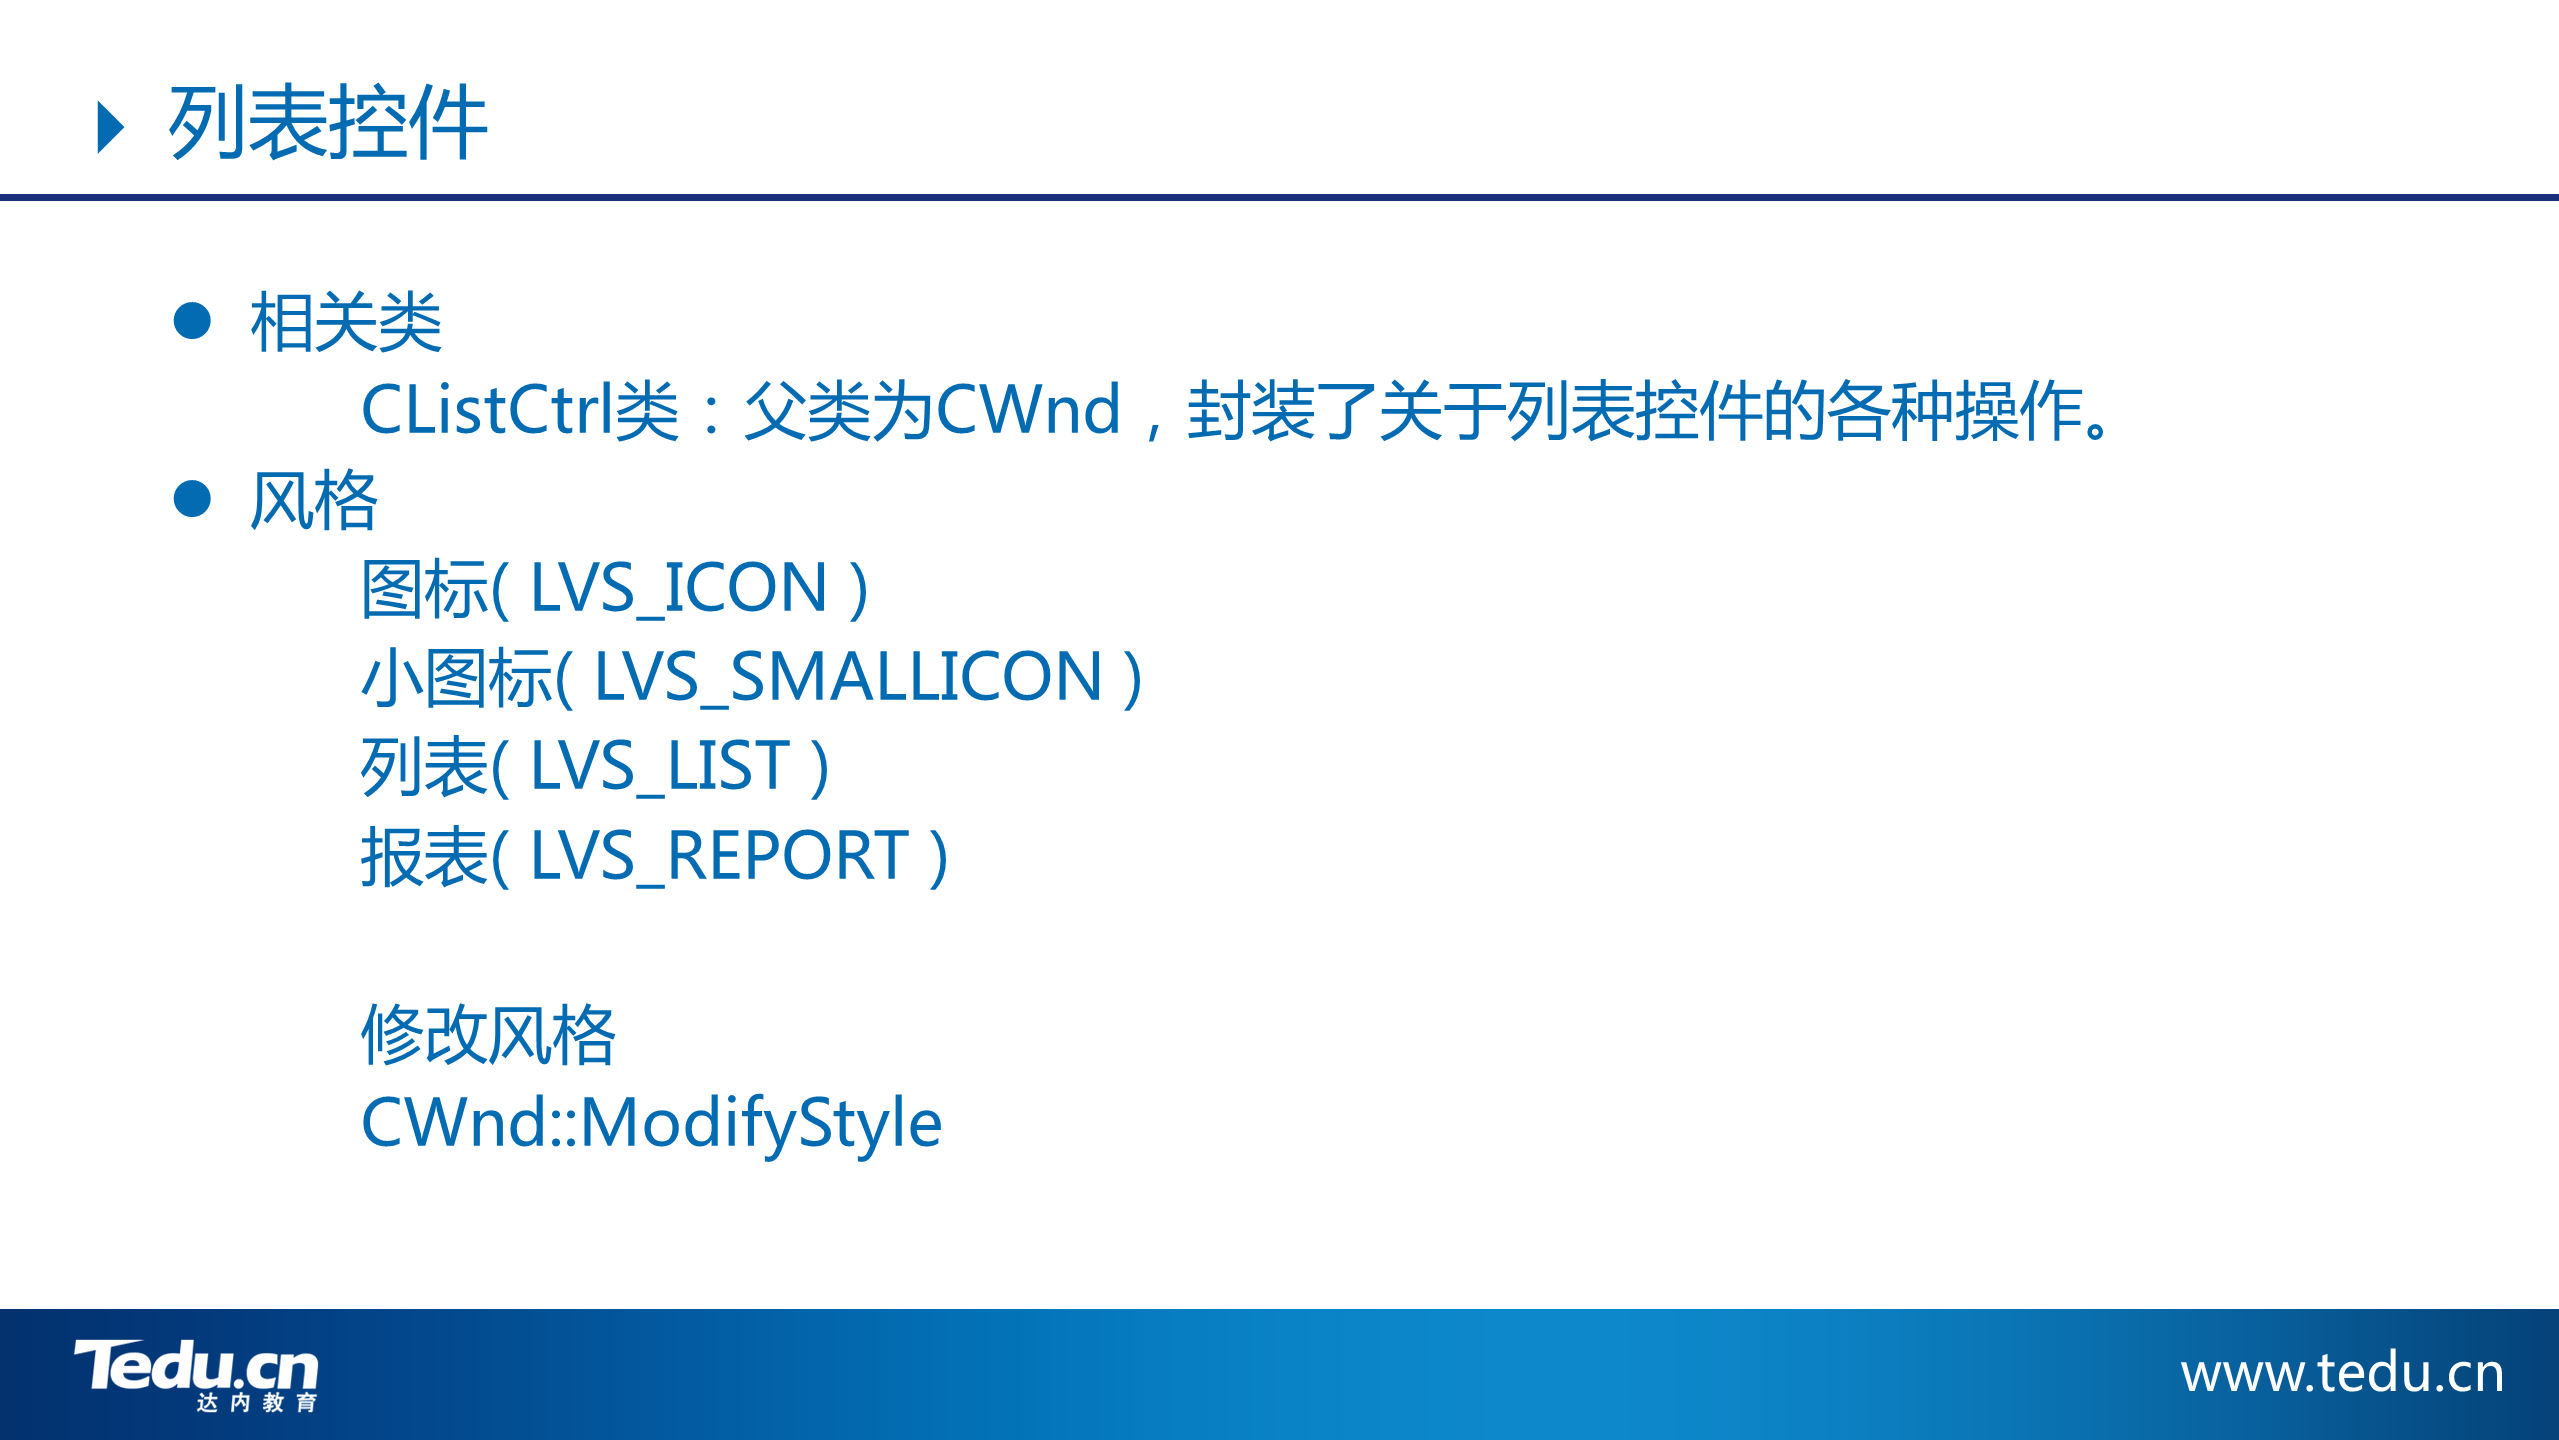 列表控件
相关类
CListCtrl类：父类为CWnd，封装了关于列表控件的各种操作。
风格
图标( LVS_ICON )
小图标( LVS_SMALLICON )
列表( LVS_LIST )
报表( LVS_REPORT )
修改风格
CWnd::ModifyStyle
Tedu.cn
达内教育
www.tedu.cn